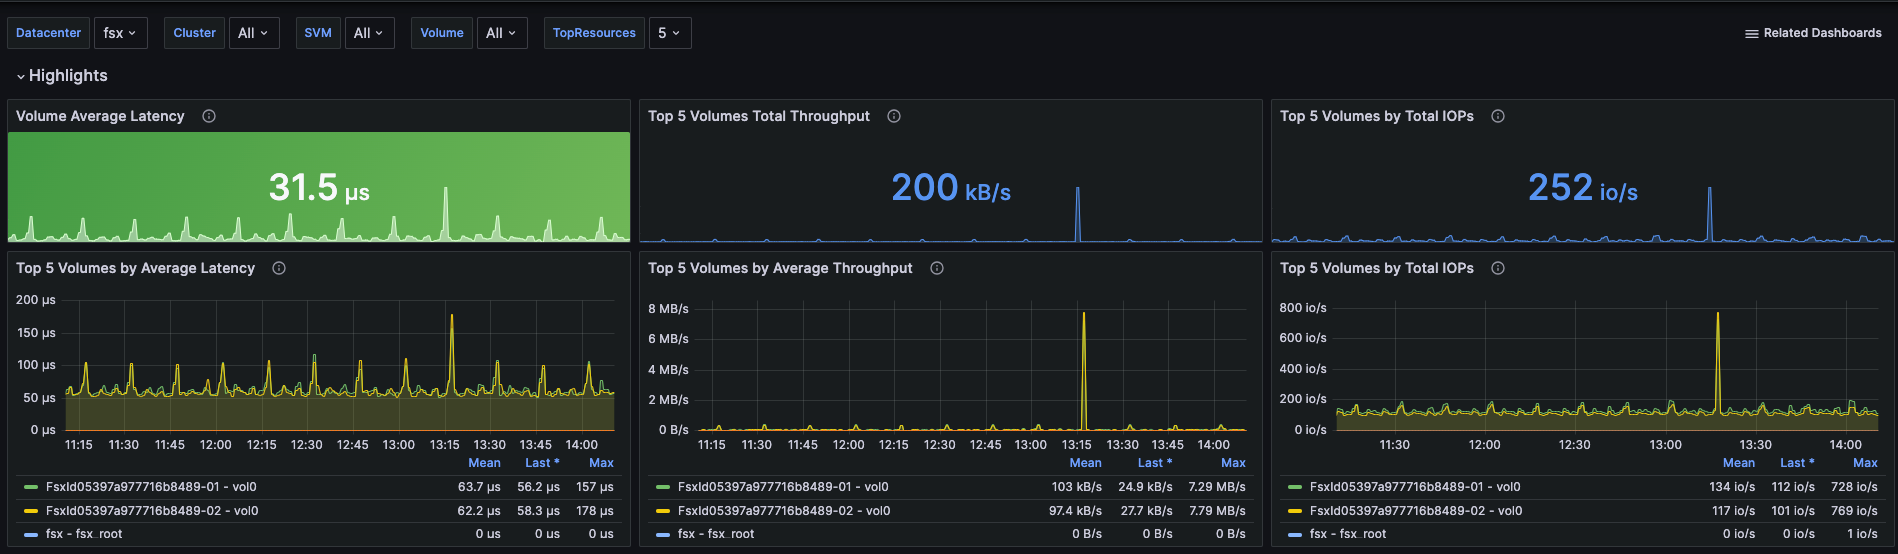 Datacenter fsx Cluster All SVM All Volume All TopResources 5 Related Dashboards
Highlights
Volume Average Latency
31.5 µs
Top 5 Volumes Total Throughput
200 kB/s
Top 5 Volumes by Total IOPs
252 io/s
Top 5 Volumes by Average Latency
200 µs
150 µs
100 µs
50 µs
0 µs
11:15 11:30 11:45 12:00 12:15 12:30 12:45 13:00 13:15 13:30 13:45 14:00
Mean Last * Max
FsxId05397a977716b8489-01 - vol0 63.7 µs 56.2 µs 157 µs
FsxId05397a977716b8489-02 - vol0 62.2 µs 58.3 µs 178 µs
fsx - fsx_root 0 µs 0 µs 0 µs
Top 5 Volumes by Average Throughput
8 MB/s
6 MB/s
4 MB/s
2 MB/s
0 B/s
11:15 11:30 11:45 12:00 12:15 12:30 12:45 13:00 13:15 13:30 13:45 14:00
Mean Last * Max
FsxId05397a977716b8489-01 - vol0 103 kB/s 24.9 kB/s 7.29 MB/s
FsxId05397a977716b8489-02 - vol0 97.4 kB/s 27.7 kB/s 7.79 MB/s
fsx - fsx_root 0 B/s 0 B/s 0 B/s
Top 5 Volumes by Total IOPs
800 io/s
600 io/s
400 io/s
200 io/s
0 io/s
11:30 12:00 12:30 13:00 13:30 14:00
Mean Last * Max
FsxId05397a977716b8489-01 - vol0 134 io/s 112 io/s 728 io/s
FsxId05397a977716b8489-02 - vol0 117 io/s 101 io/s 769 io/s
fsx - fsx_root 0 io/s 0 io/s 1 io/s